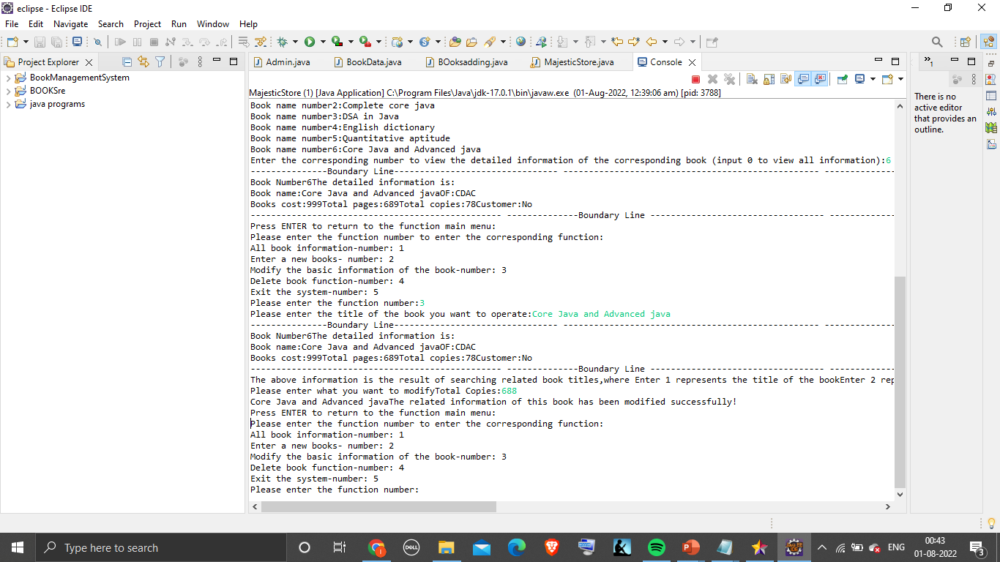 eclipse - Eclipse IDE
File Edit Navigate Search Project Run Window Help
Project Explorer
Admin.java BookData.java BOoksadding.java MajesticStore.java Console
»1
BookManagementSystem
BOOKSre
java programs
There is no
active editor
that provides an
outline.
MajesticStore (1) [Java Application] C:\Program Files\Java\jdk-17.0.1\bin\javaw.exe (01-Aug-2022, 12:39:06 am) [pid: 3788]
Book name number2:Complete core java
Book name number3:DSA in Java
Book name number4:English dictionary
Book name number5:Quantitative aptitude
Book name number6:Core Java and Advanced java
Enter the corresponding number to view the detailed information of the corresponding book (input 0 to view all information):6
---------------Boundary Line-------------------------------- ---------------------------------- --------------
Book Number6The detailed information is:
Book name:Core Java and Advanced javaOF:CDAC
Books cost:999Total pages:689Total copies:78Customer:No
------------------------------------------------- --------------Boundary Line ---------------------------------- -------------
Press ENTER to return to the function main menu:
Please enter the function number to enter the corresponding function:
All book information-number: 1
Enter a new books- number: 2
Modify the basic information of the book-number: 3
Delete book function-number: 4
Exit the system-number: 5
Please enter the function number:3
Please enter the title of the book you want to operate:Core Java and Advanced java
---------------Boundary Line-------------------------------- ---------------------------------- --------------
Book Number6The detailed information is:
Book name:Core Java and Advanced javaOF:CDAC
Books cost:999Total pages:689Total copies:78Customer:No
------------------------------------------------- --------------Boundary Line ---------------------------------- -------------
The above information is the result of searching related book titles,where Enter 1 represents the title of the bookEnter 2 rep
Please enter what you want to modifyTotal Copies:688
Core Java and Advanced javaThe related information of this book has been modified successfully!
Press ENTER to return to the function main menu:
Please enter the function number to enter the corresponding function:
All book information-number: 1
Enter a new books- number: 2
Modify the basic information of the book-number: 3
Delete book function-number: 4
Exit the system-number: 5
Please enter the function number:
Type here to search
DELL
ENG
00:43
01-08-2022
3